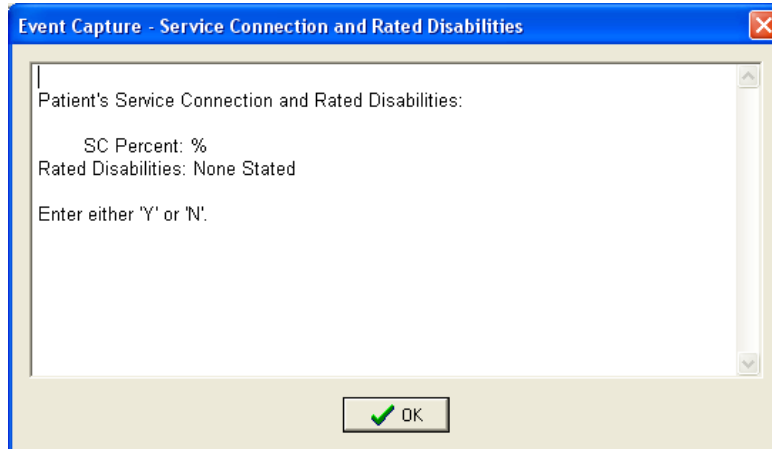 Event Capture - Service Connection and Rated Disabilities
Patient's Service Connection and Rated Disabilities:
SC Percent: %
Rated Disabilities: None Stated
Enter either 'Y' or 'N'.
OK